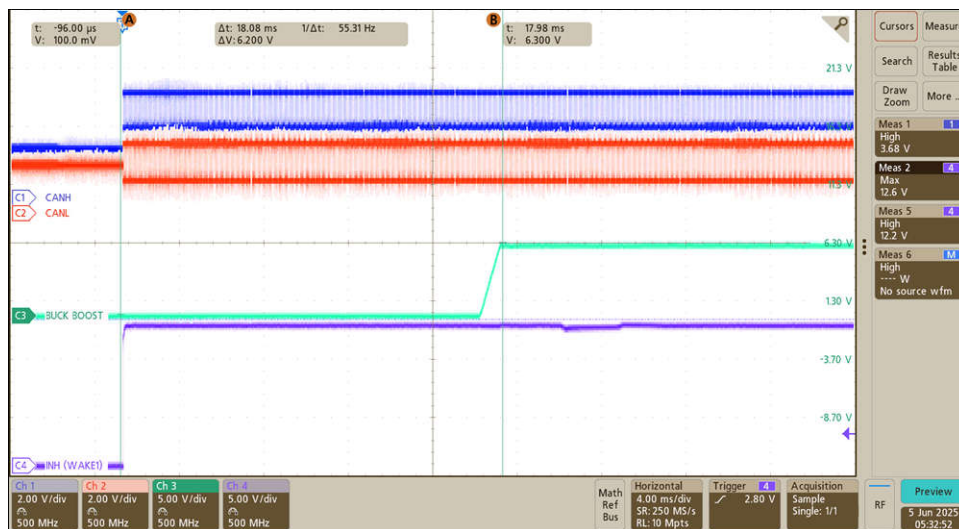 A
B
t: -96.00 µs
V: 100.0 mV
Δt: 18.08 ms 1/Δt: 55.31 Hz
ΔV: 6.200 V
t: 17.98 ms
V: 6.300 V
Cursors
Measure
Search
Results
Table
Draw
Zoom
More ...
21.3 V
11.3 V
6.30 V
1.30 V
-3.70 V
-8.70 V
C1 CANH
C2 CANL
C3 BUCK BOOST
C4 INH (WAKE1)
Meas 1 1
High
3.68 V
Meas 2 4
Max
12.6 V
Meas 5 4
High
12.2 V
Meas 6 M
High
---- W
No source wfm
Ch 1
2.00 V/div
500 MHz
Ch 2
2.00 V/div
500 MHz
Ch 3
5.00 V/div
500 MHz
Ch 4
5.00 V/div
500 MHz
Math
Ref
Bus
Horizontal
4.00 ms/div
SR: 250 MS/s
RL: 10 Mpts
Trigger 4
2.80 V
Acquisition
Sample
Single: 1/1
RF
Preview
5 Jun 2025
05:32:52